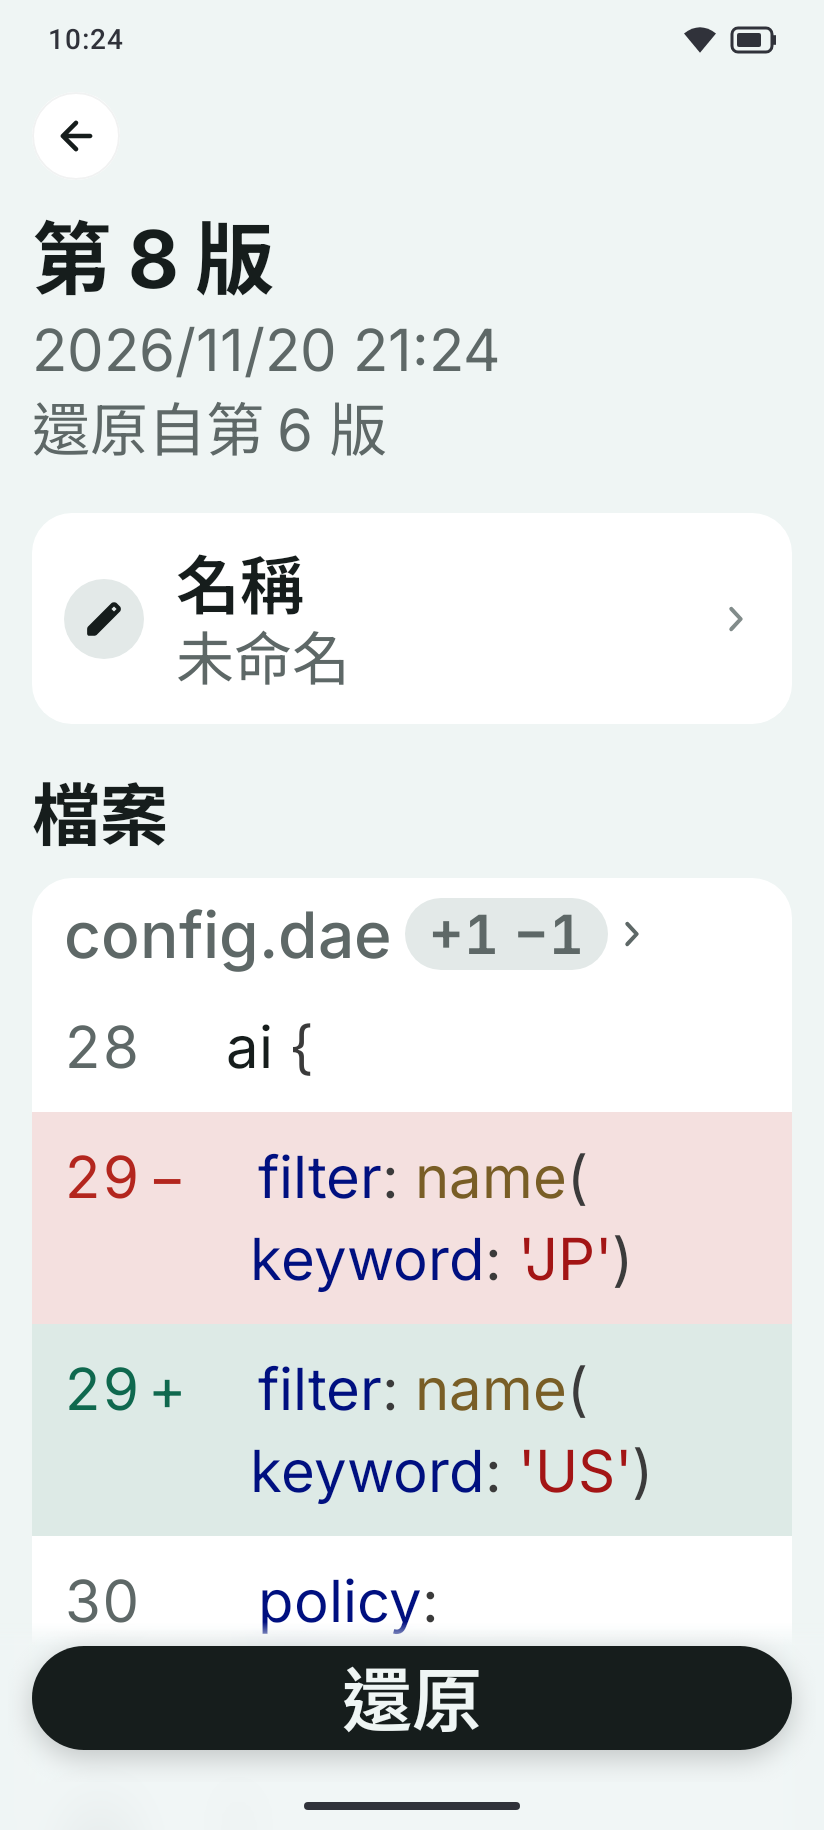 10:24
第 8 版
2026/11/20 21:24
還原自第 6 版
名稱
未命名
檔案
config.dae +1 −1
28 ai {
29 − filter: name(
keyword: 'JP')
29 + filter: name(
keyword: 'US')
30 policy:
還原